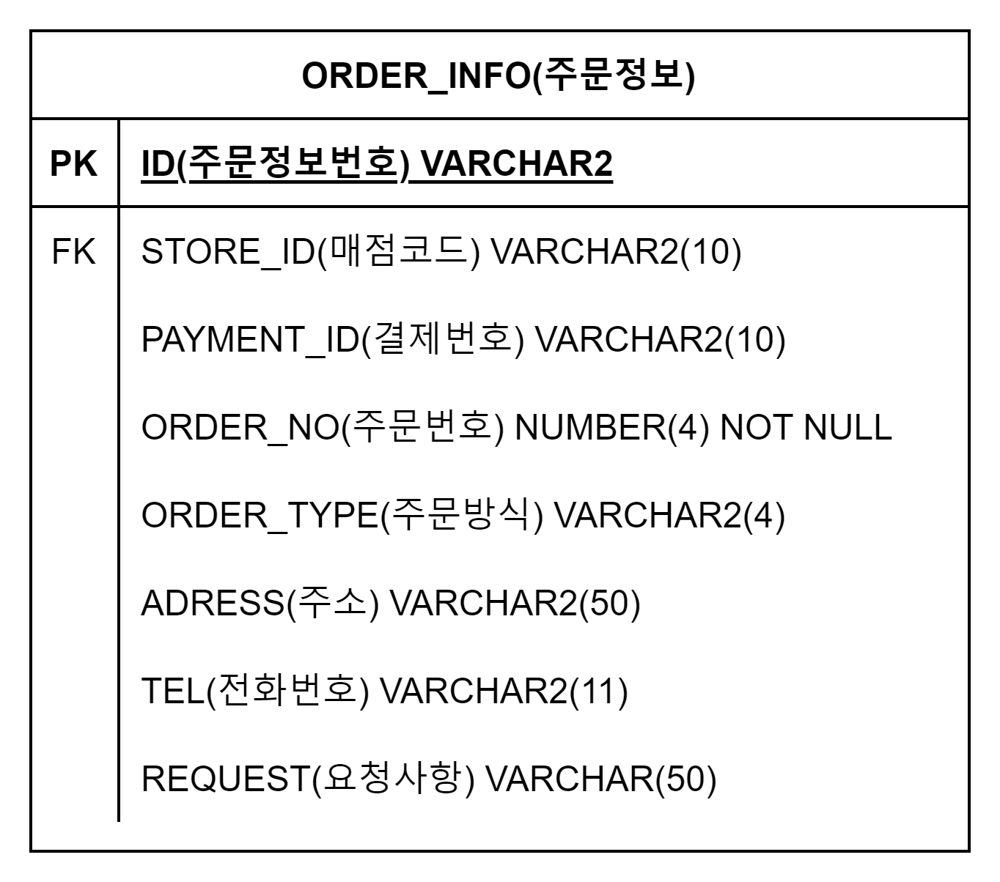 ORDER_INFO(주문정보)
PK ID(주문정보번호) VARCHAR2
FK STORE_ID(매점코드) VARCHAR2(10)
PAYMENT_ID(결제번호) VARCHAR2(10)
ORDER_NO(주문번호) NUMBER(4) NOT NULL
ORDER_TYPE(주문방식) VARCHAR2(4)
ADRESS(주소) VARCHAR2(50)
TEL(전화번호) VARCHAR2(11)
REQUEST(요청사항) VARCHAR(50)